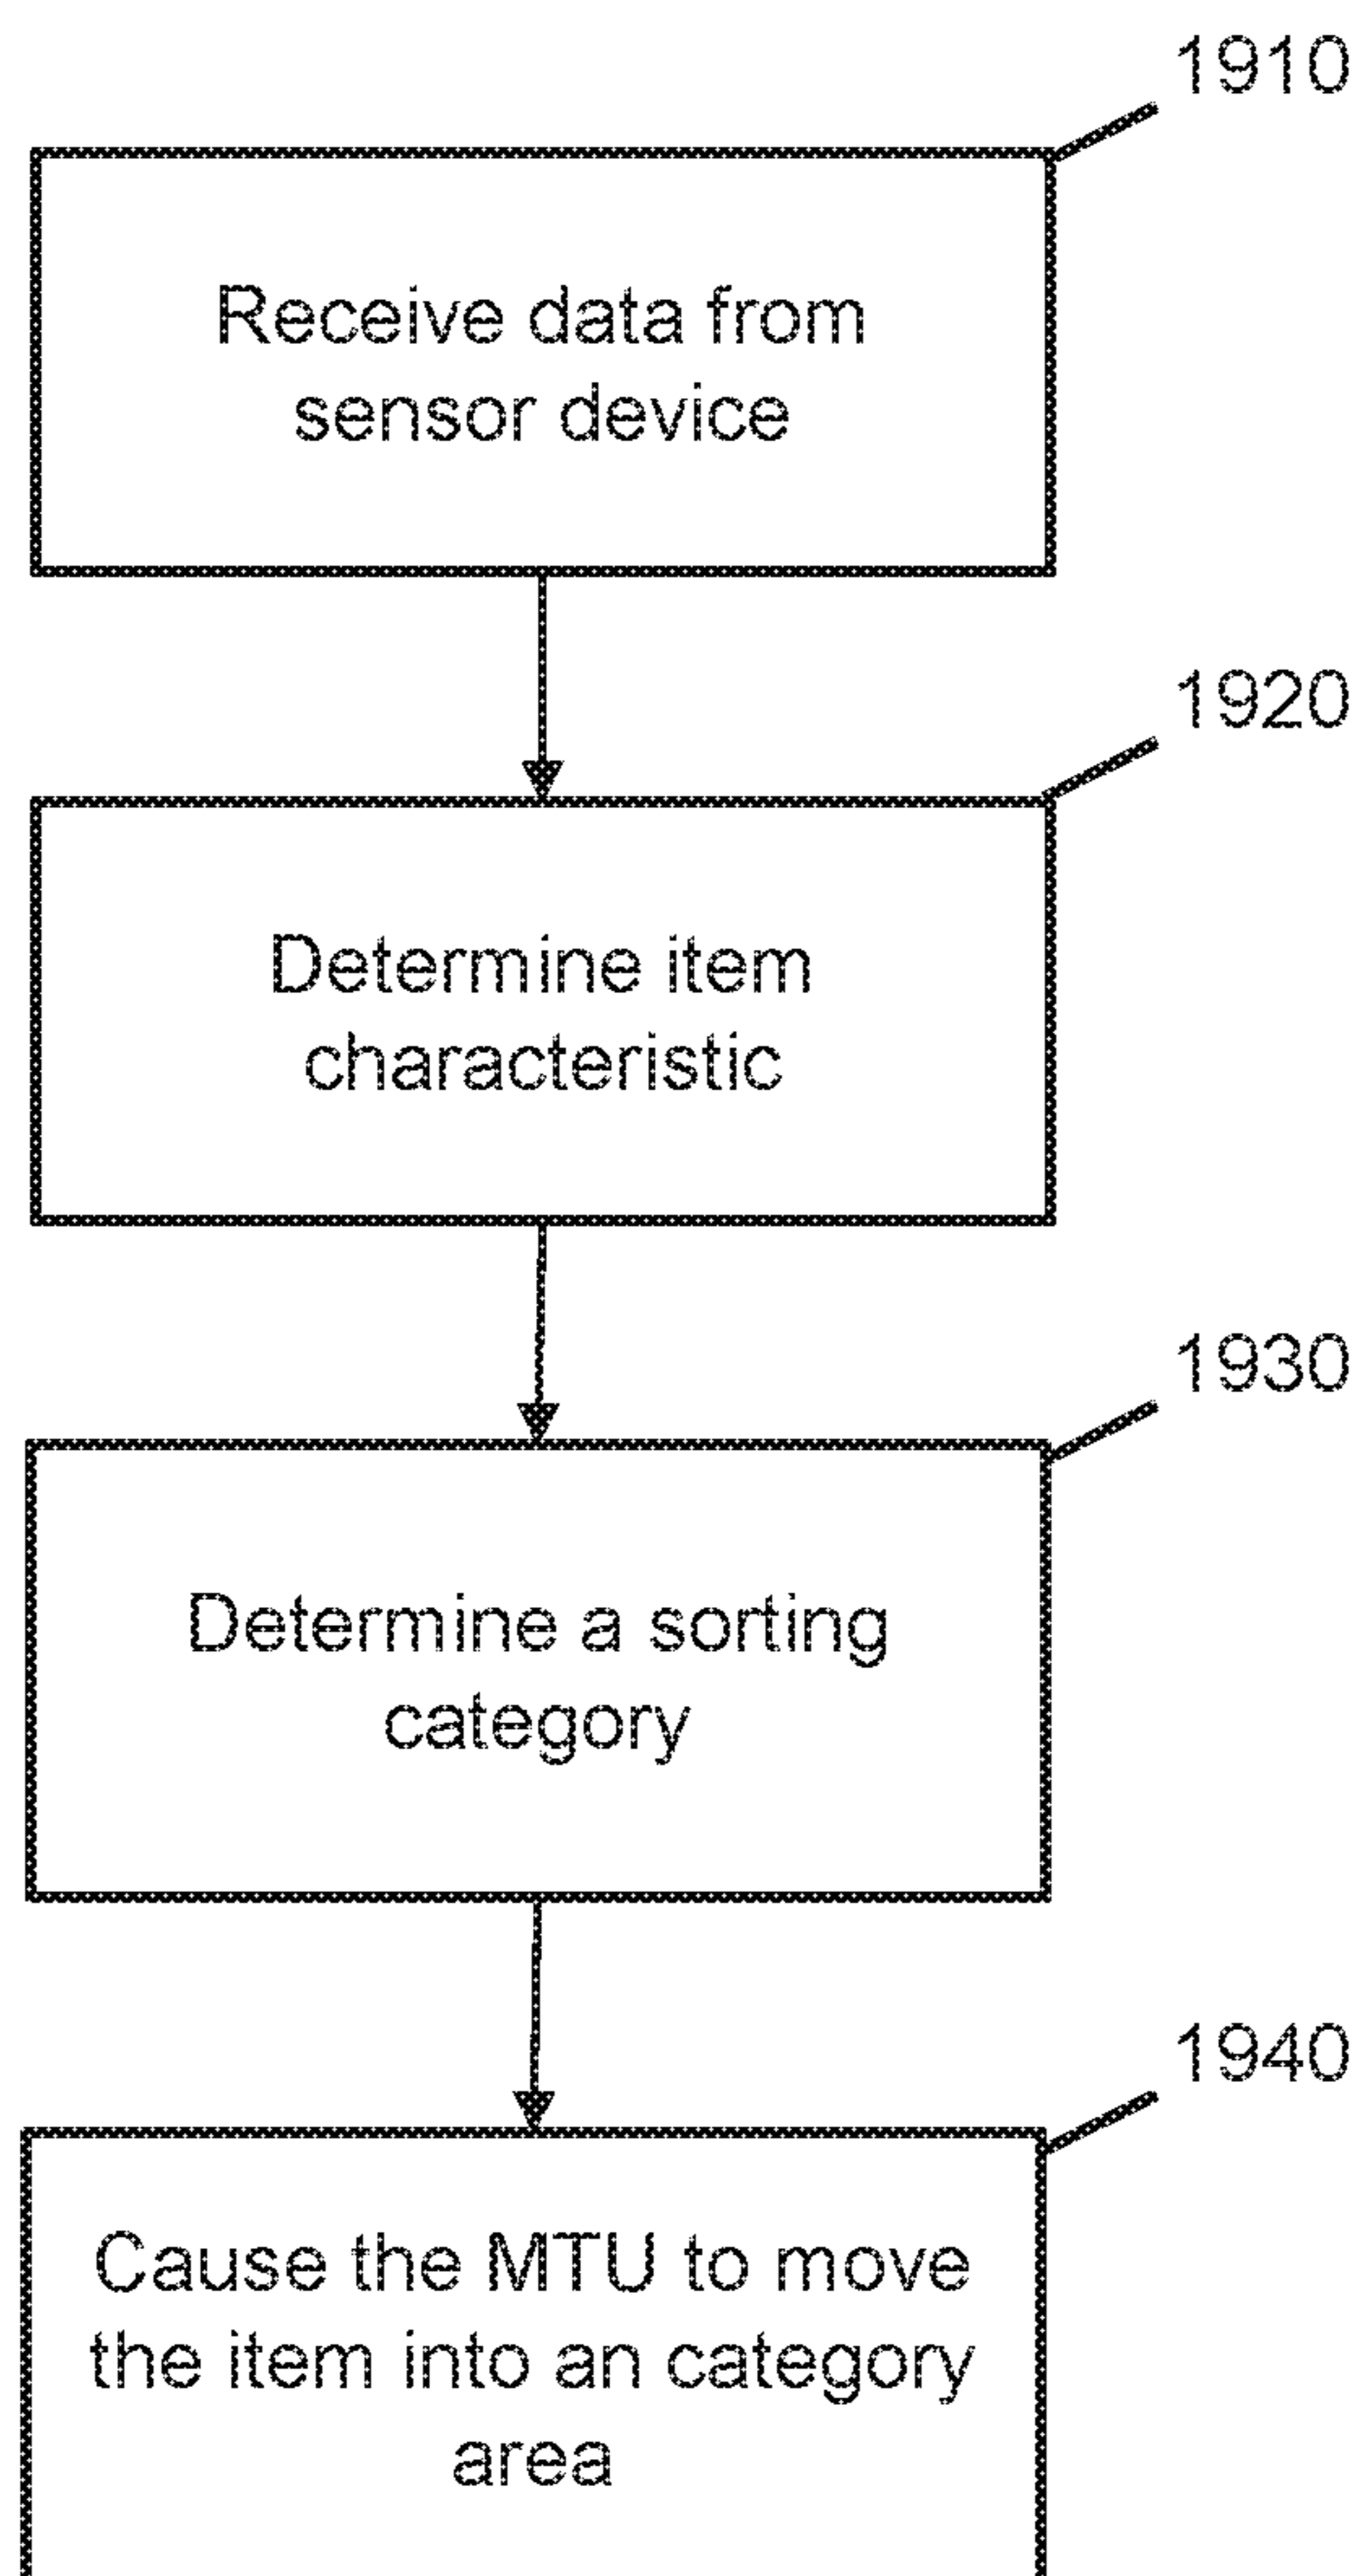 1910
Receive data from
sensor device
1920
Determine item
characteristic
1930
Determine a sorting
category
1940
Cause the MTU to move
the item into an category
area